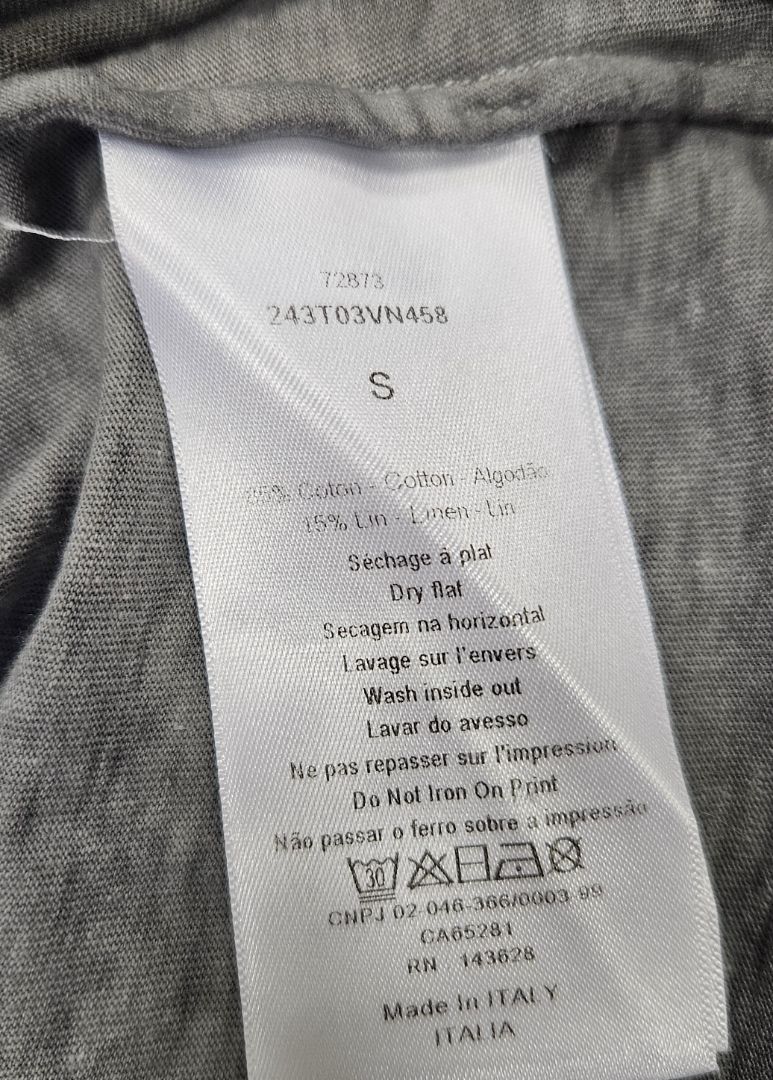 72873
243T03VN458
S
85% Coton - Cotton - Algodão
15% Lin - Linen - Lin
Séchage à plat
Dry flat
Secagem na horizontal
Lavage sur l'envers
Wash inside out
Lavar do avesso
Ne pas repasser sur l'impression
Do Not Iron On Print
Não passar o ferro sobre a impressão
30
CNPJ 02-046-366/0003-99
CA65281
RN 143628
Made In ITALY
ITALIA